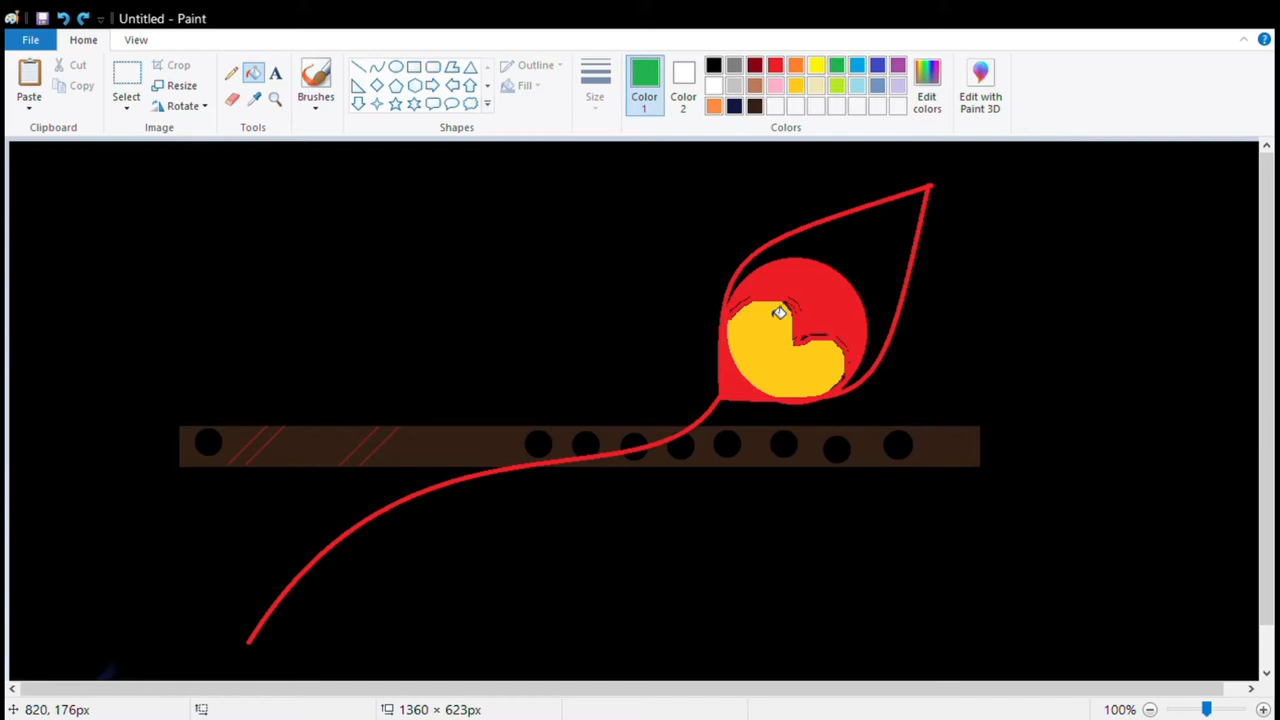 Untitled - Paint
File Home View
Paste
Clipboard
Cut
Copy
Select
Crop
Resize
Rotate
Image
A
Tools
Brushes
Shapes
Outline
Fill
Size
Color 1
Color 2
Edit colors
Colors
Edit with Paint 3D
820, 176px
1360 × 623px
100%